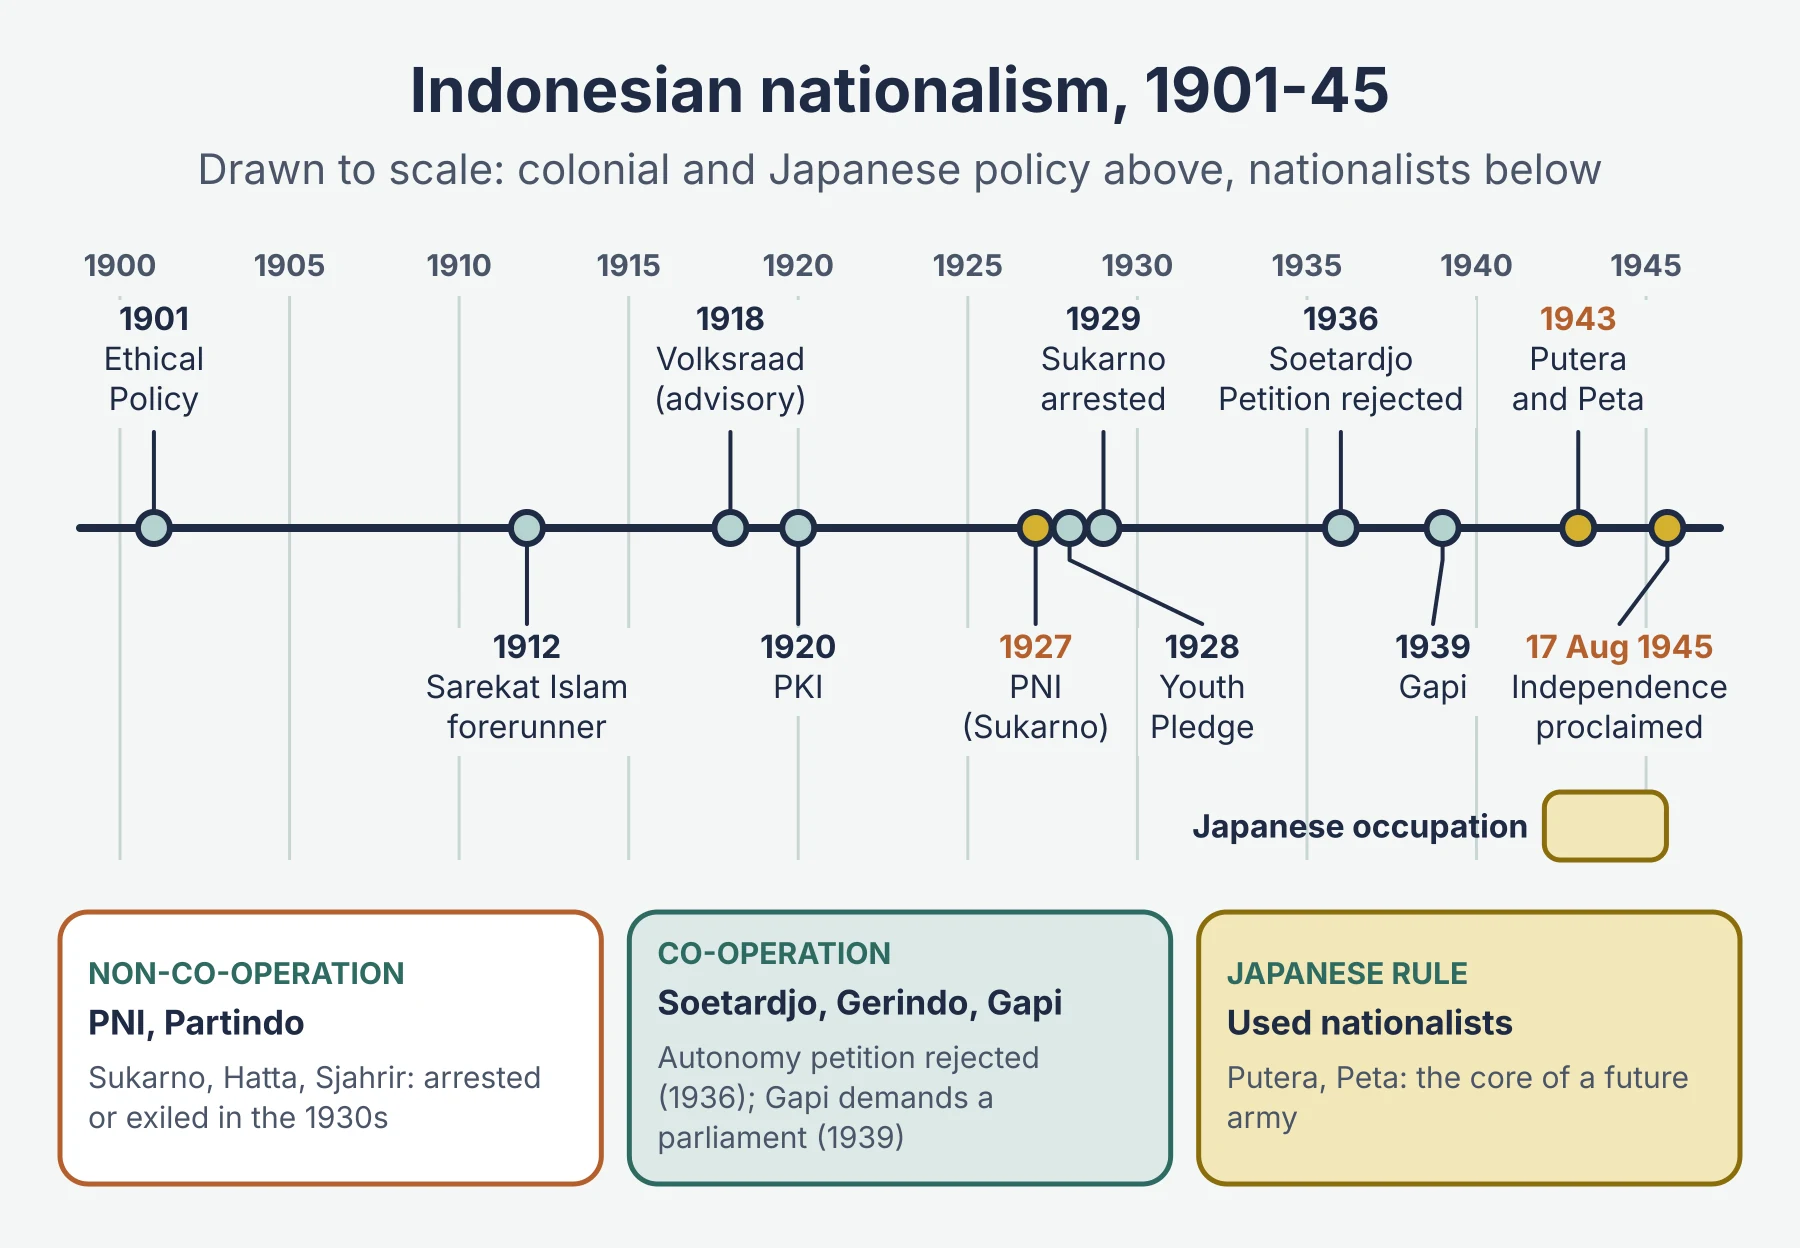 Indonesian nationalism, 1901-45
Drawn to scale: colonial and Japanese policy above, nationalists below
1900 1905 1910 1915 1920 1925 1930 1935 1940 1945
1901
Ethical
Policy
1918
Volksraad
(advisory)
1929
Sukarno
arrested
1936
Soetardjo
Petition rejected
1943
Putera
and Peta
1912
Sarekat Islam
forerunner
1920
PKI
1927
PNI
(Sukarno)
1928
Youth
Pledge
1939
Gapi
17 Aug 1945
Independence
proclaimed
Japanese occupation
NON-CO-OPERATION
PNI, Partindo
Sukarno, Hatta, Sjahrir: arrested
or exiled in the 1930s
CO-OPERATION
Soetardjo, Gerindo, Gapi
Autonomy petition rejected
(1936); Gapi demands a
parliament (1939)
JAPANESE RULE
Used nationalists
Putera, Peta: the core of a future
army